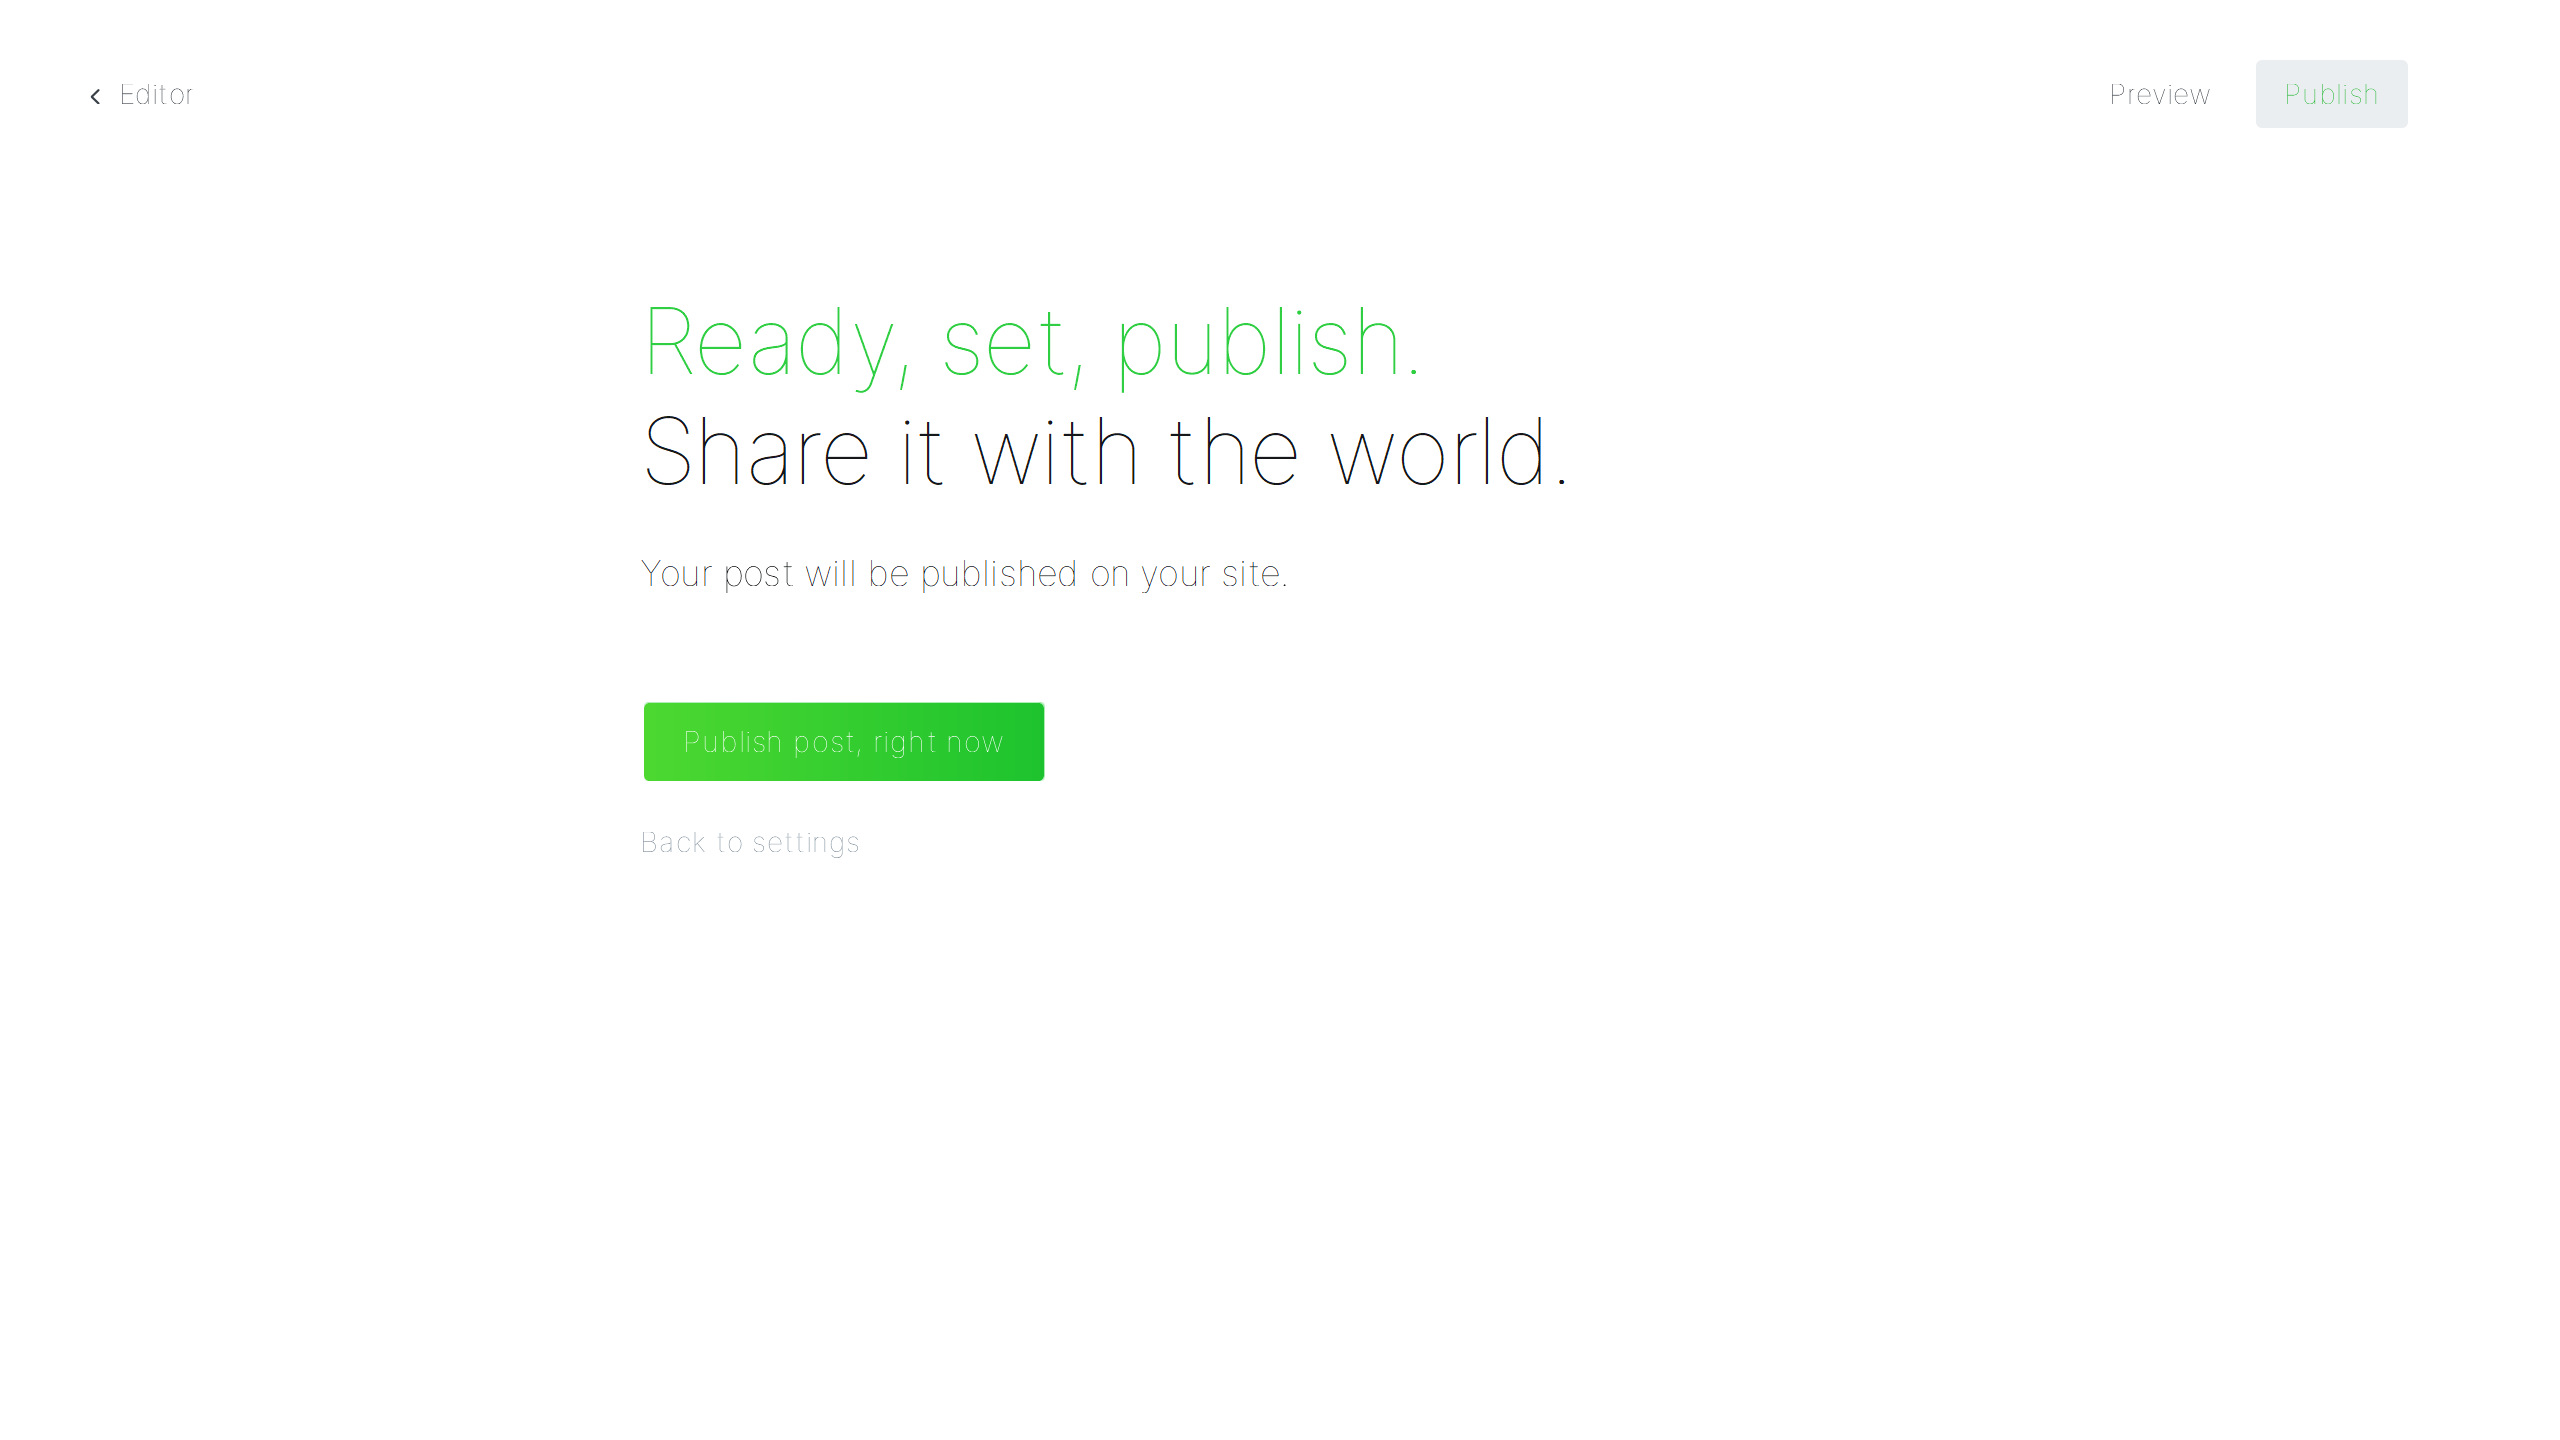 Editor
Preview
Publish
Ready, set, publish.
Share it with the world.
Your post will be published on your site.
Publish post, right now
Back to settings